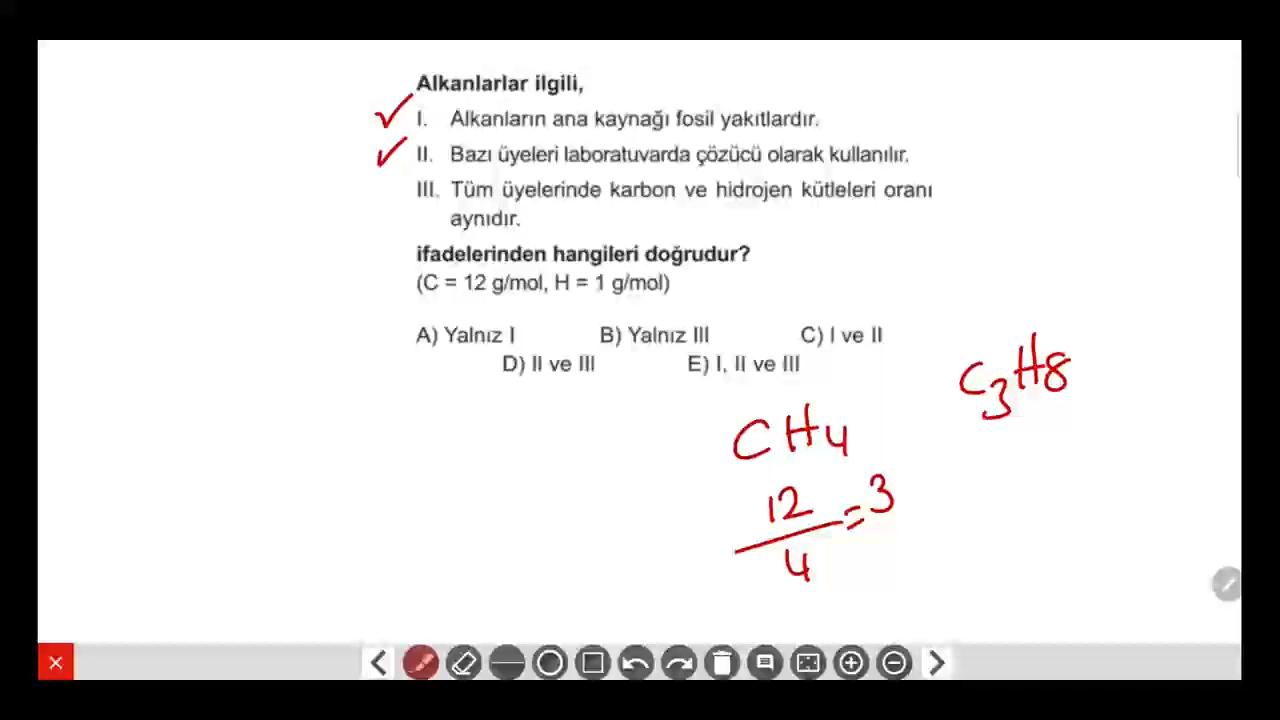 Alkanlarlar ilgili,
I. Alkanların ana kaynağı fosil yakıtlardır.
II. Bazı üyeleri laboratuvarda çözücü olarak kullanılır.
III. Tüm üyelerinde karbon ve hidrojen kütleleri oranı
aynıdır.
ifadelerinden hangileri doğrudur?
(C = 12 g/mol, H = 1 g/mol)
A) Yalnız I B) Yalnız III C) I ve II
D) II ve III E) I, II ve III
C3H8
CH4
12
= 3
4